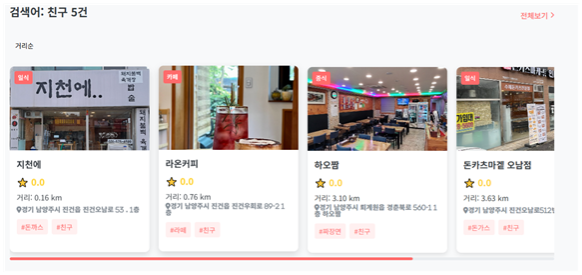 검색어: 친구 5건
전체보기 >
거리순
일식
지천에..
지천에
0.0
거리: 0.16 km
경기 남양주시 진건읍 진건오남로 53 , 1층
#돈까스 #친구
카페
라온커피
0.0
거리: 0.76 km
경기 남양주시 진건읍 진건우회로 89-21
층
#라떼 #친구
중식
하오짬
0.0
거리: 3.10 km
경기 남양주시 퇴계원읍 경춘북로 560-11
층 하오짬
#짜장면 #친구
일식
돈카츠마켙 오남점
0.0
거리: 3.63 km
경기 남양주시 진건읍 진건오남로512번
#돈가스 #친구